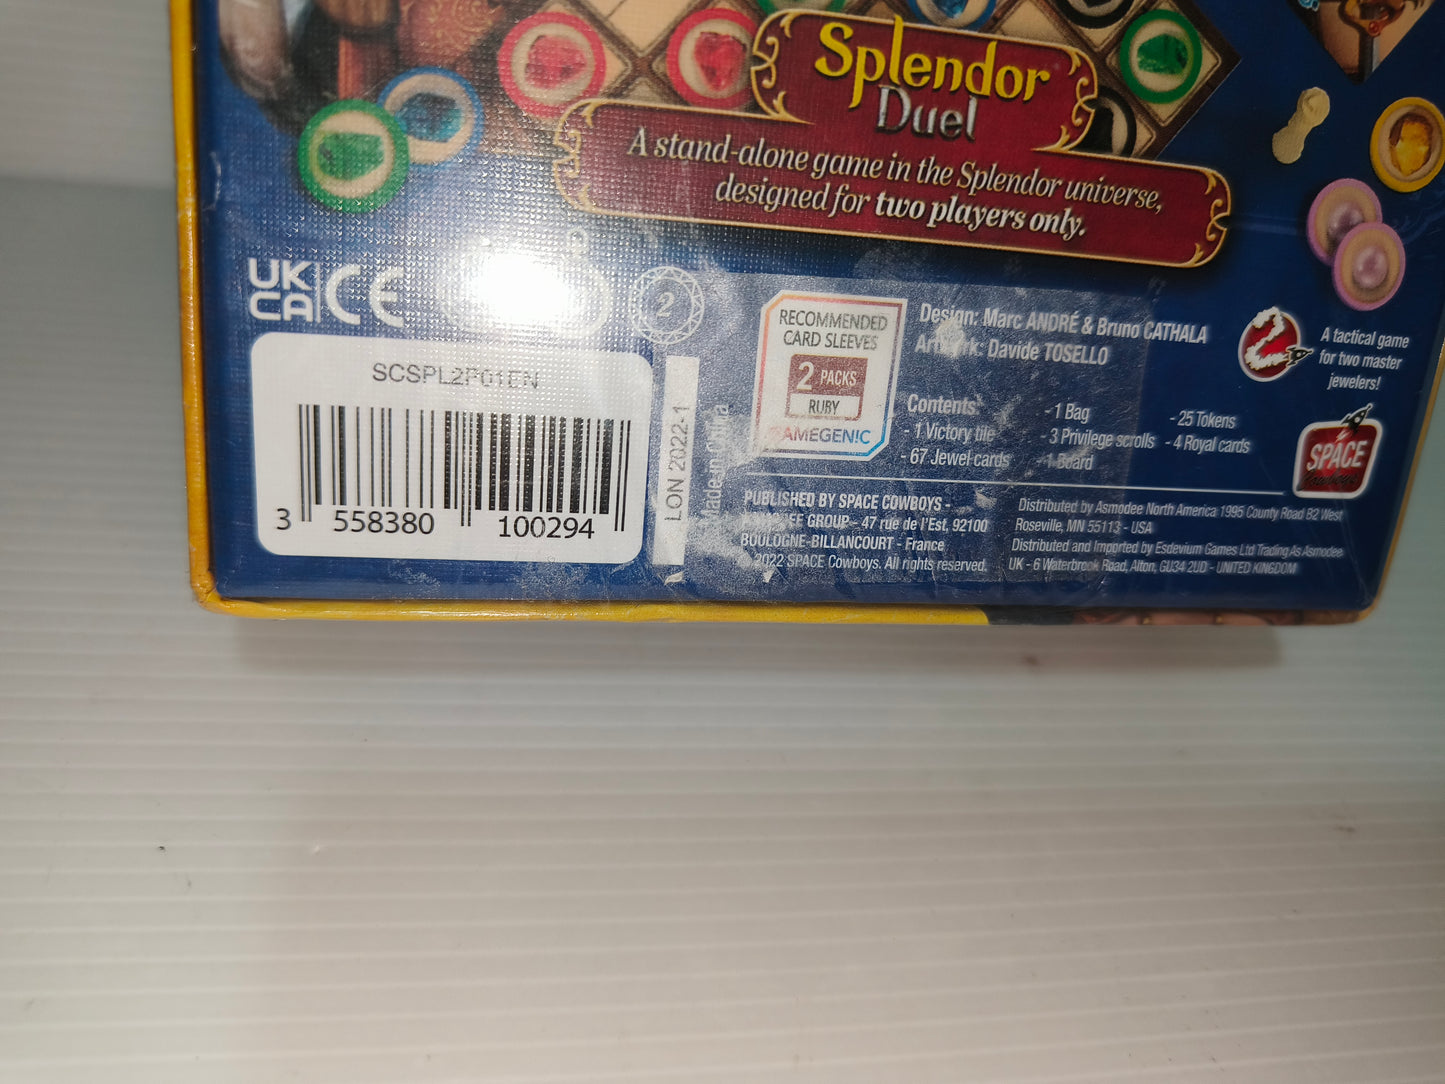 Splendor
Duel
A stand-alone game in the Splendor universe,
designed for two players only.
UK
CA
CE
2
SCSPL2P01EN
3 558380 100294
LON 2022-1
Made in China
RECOMMENDED
CARD SLEEVES
2 PACKS
RUBY
GAMEGEN!C
Design: Marc ANDRÉ & Bruno CATHALA
Artwork: Davide TOSELLO
Contents:
- 1 Victory tile
- 67 Jewel cards
- 1 Bag
- 3 Privilege scrolls
- 1 Board
- 25 Tokens
- 4 Royal cards
A tactical game
for two master
jewelers!
SPACE
Cowboys
PUBLISHED BY SPACE COWBOYS -
GROUP - 47 rue de l'Est, 92100
BOULOGNE-BILLANCOURT - France
2022 SPACE Cowboys. All rights reserved.
Distributed by Asmodee North America 1995 County Road B2 West
Roseville, MN 55113 - USA
Distributed and Imported by Esdevium Games Ltd Trading As Asmodee
UK - 6 Waterbrook Road, Alton, GU34 2UD - UNITED KINGDOM